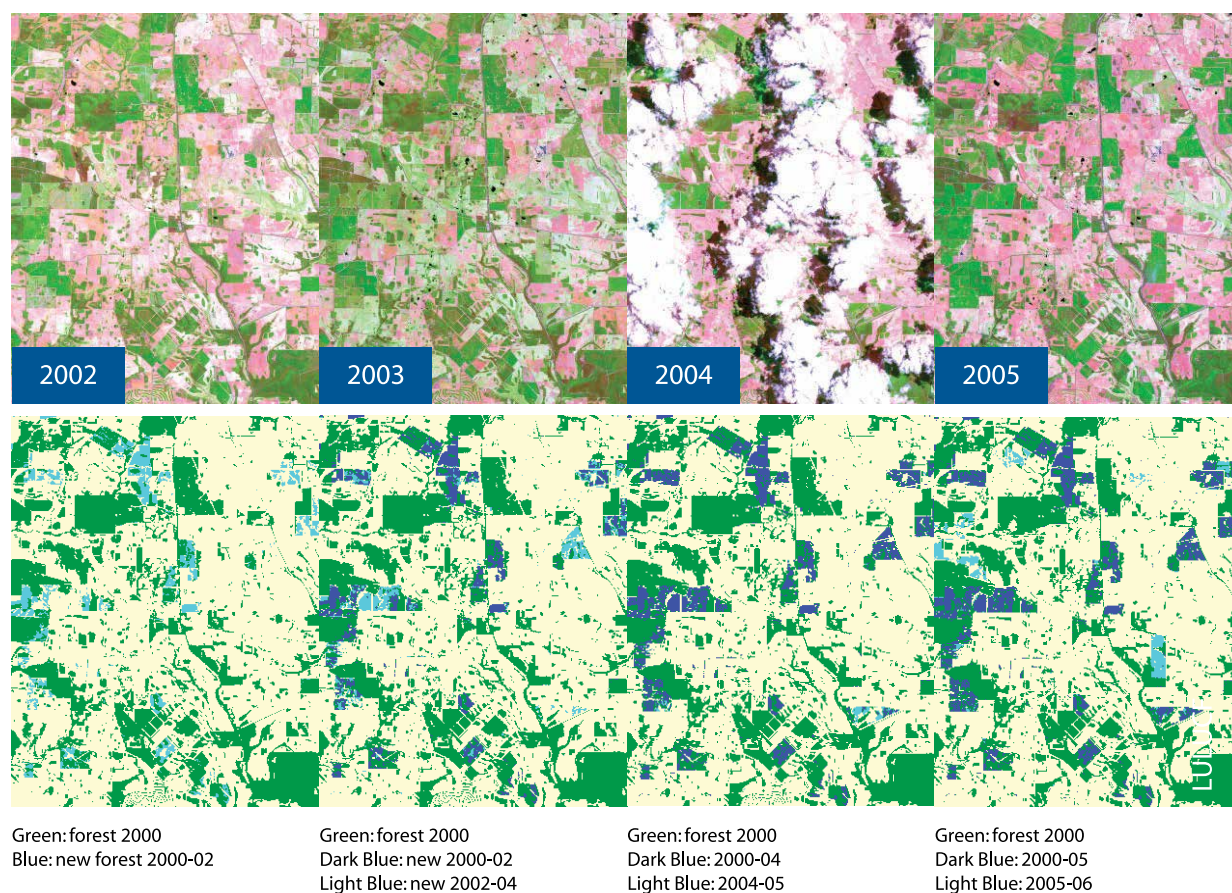 2002
2003
2004
2005
Green: forest 2000
Blue: new forest 2000-02
Green: forest 2000
Dark Blue: new 2000-02
Light Blue: new 2002-04
Green: forest 2000
Dark Blue: 2000-04
Light Blue: 2004-05
Green: forest 2000
Dark Blue: 2000-05
Light Blue: 2005-06